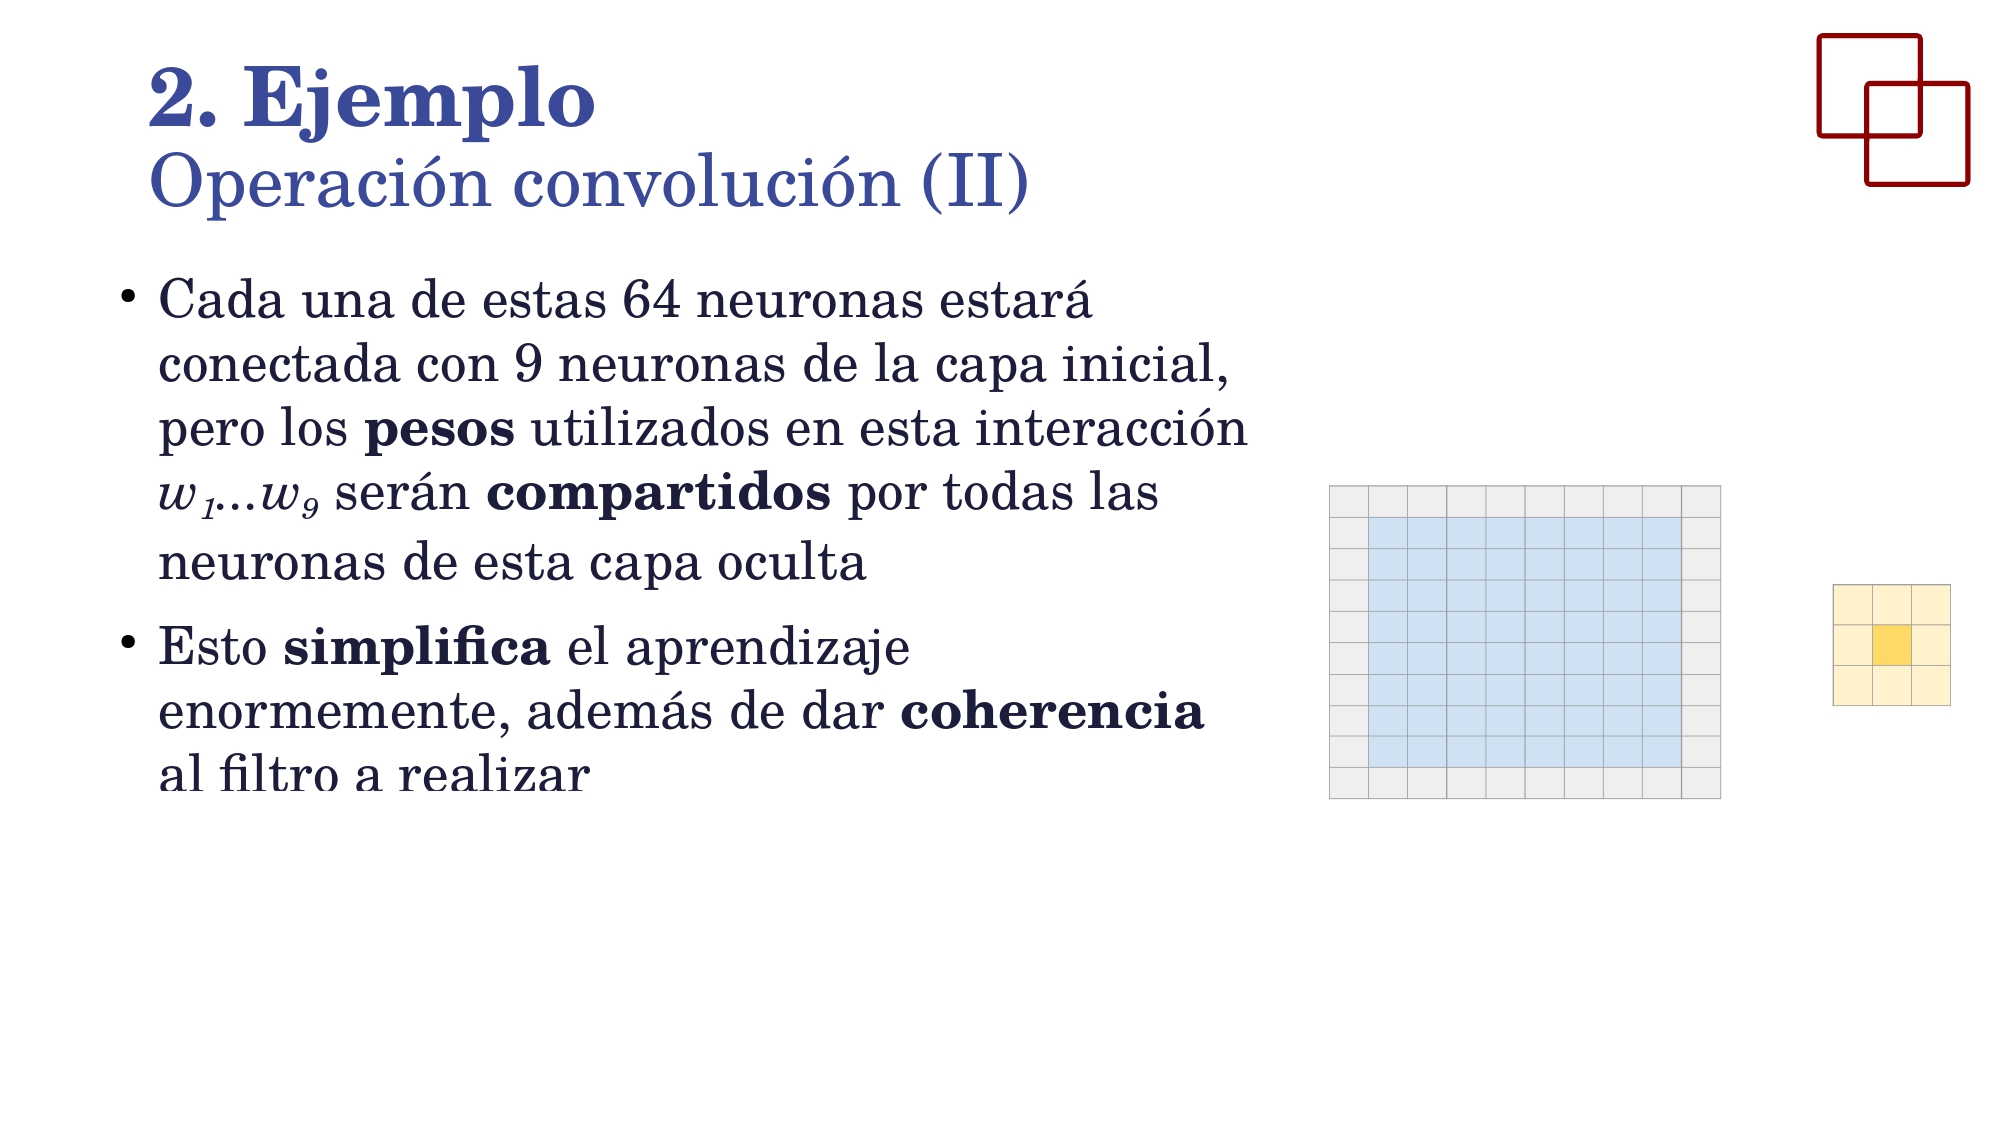 2. Ejemplo
Operación convolución (II)
• Cada una de estas 64 neuronas estará
conectada con 9 neuronas de la capa inicial,
pero los pesos utilizados en esta interacción
w₁...w₉ serán compartidos por todas las
neuronas de esta capa oculta
• Esto simplifica el aprendizaje
enormemente, además de dar coherencia
al filtro a realizar